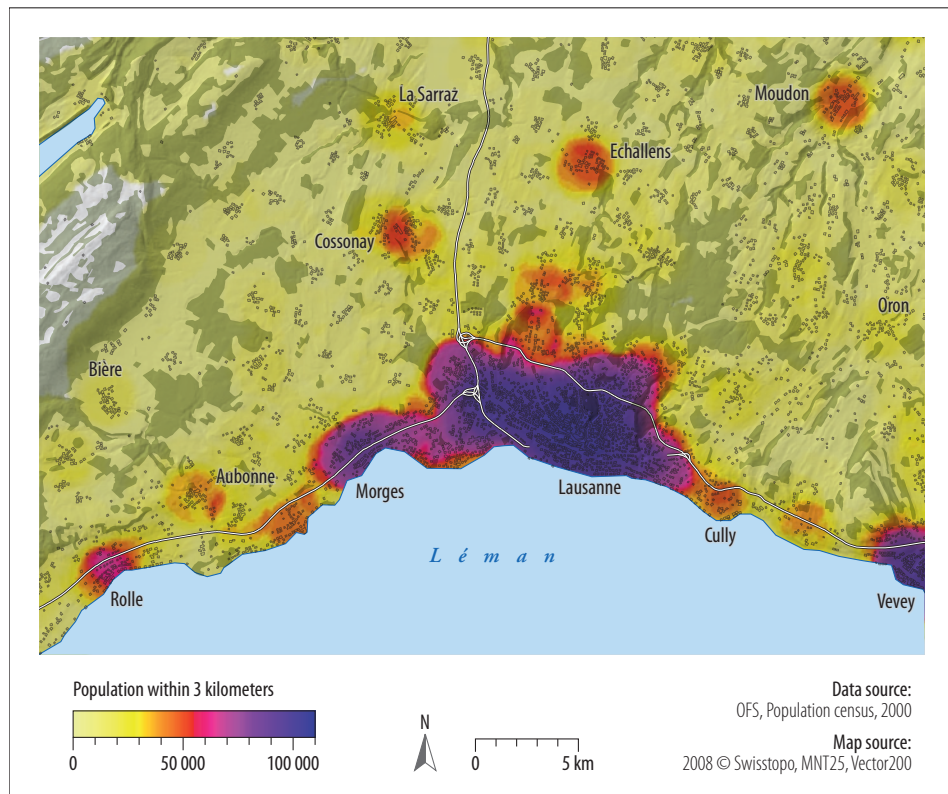 La Sarraz
Moudon
Echallens
Cossonay
Oron
Bière
Aubonne
Morges
Lausanne
Cully
Léman
Rolle
Vevey
Population within 3 kilometers
0 50 000 100 000
N
0 5 km
Data source:
OFS, Population census, 2000
Map source:
2008 © Swisstopo, MNT25, Vector200